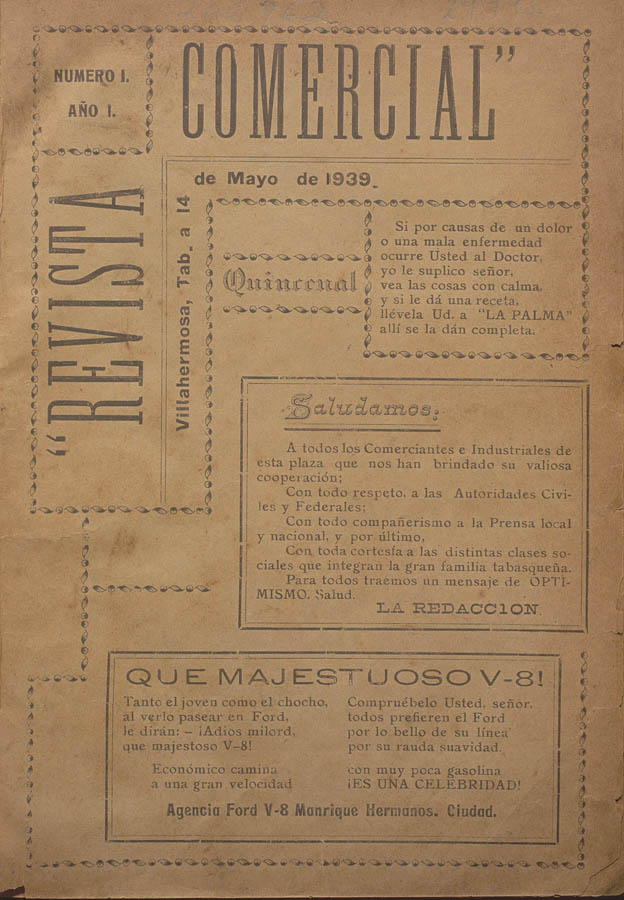 NUMERO 1.
AÑO 1.
"REVISTA
COMERCIAL"
Villahermosa, Tab. a 14
de Mayo de 1939.
Quincenal
Si por causas de un dolor
o una mala enfermedad
ocurre Usted al Doctor,
yo le suplico señor,
vea las cosas con calma,
y si le dá una receta,
llévela Ud. a "LA PALMA"
allí se la dán completa.
Saludamos:
A todos los Comerciantes e Industriales de
esta plaza que nos han brindado su valiosa
cooperación;
Con todo respeto, a las Autoridades Civi-
les y Federales;
Con todo compañerismo a la Prensa local
y nacional, y por último,
Con toda cortesía a las distintas clases so-
ciales que integran la gran familia tabasqueña.
Para todos traemos un mensaje de OPTI-
MISMO. Salud.
LA REDACCION.
QUE MAJESTUOSO V-8!
Tanto el joven como el chocho,
al verlo pasear en Ford,
le dirán: – ¡Adios milord,
que majestoso V-8!
Económico camina
a una gran velocidad
Compruébelo Usted, señor,
todos prefieren el Ford
por lo bello de su línea
por su rauda suavidad.
con muy poca gasolina
¡ES UNA CELEBRIDAD!
Agencia Ford V-8 Manrique Hermanos. Ciudad.